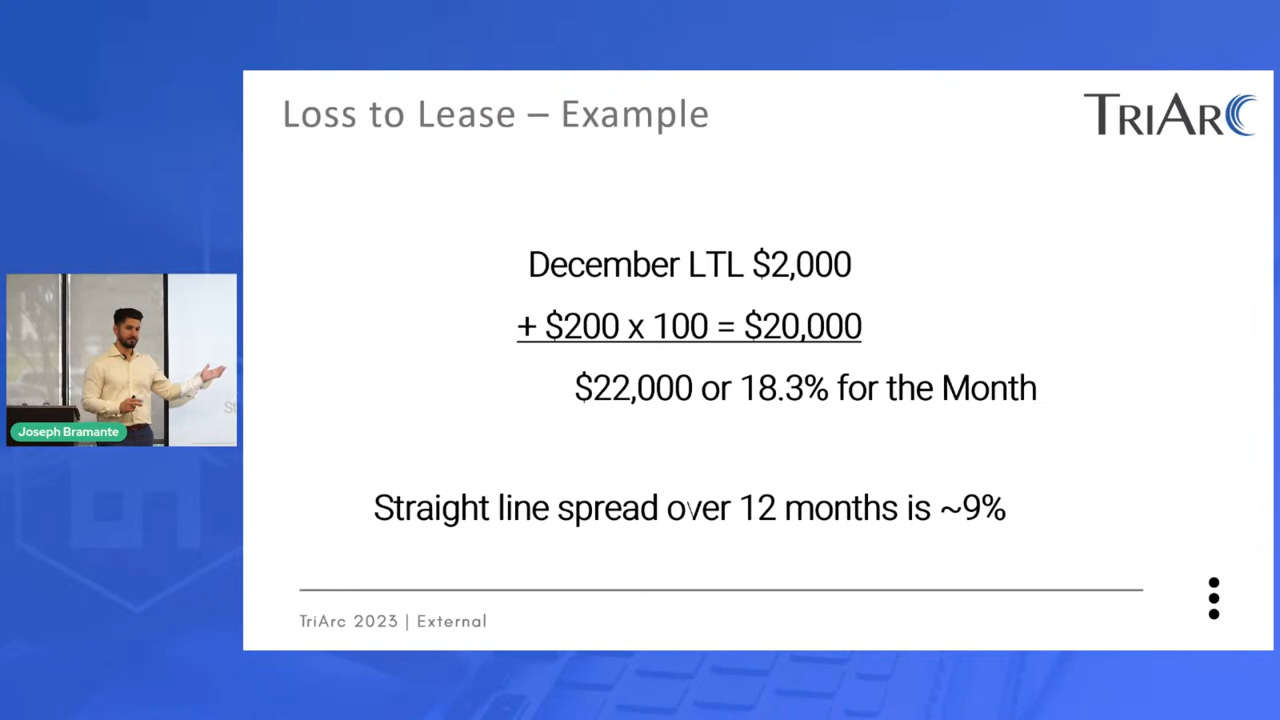 Loss to Lease – Example
TRIARC
December LTL $2,000
+ $200 x 100 = $20,000
$22,000 or 18.3% for the Month
Straight line spread over 12 months is ~9%
St
Joseph Bramante
TriArc 2023 | External